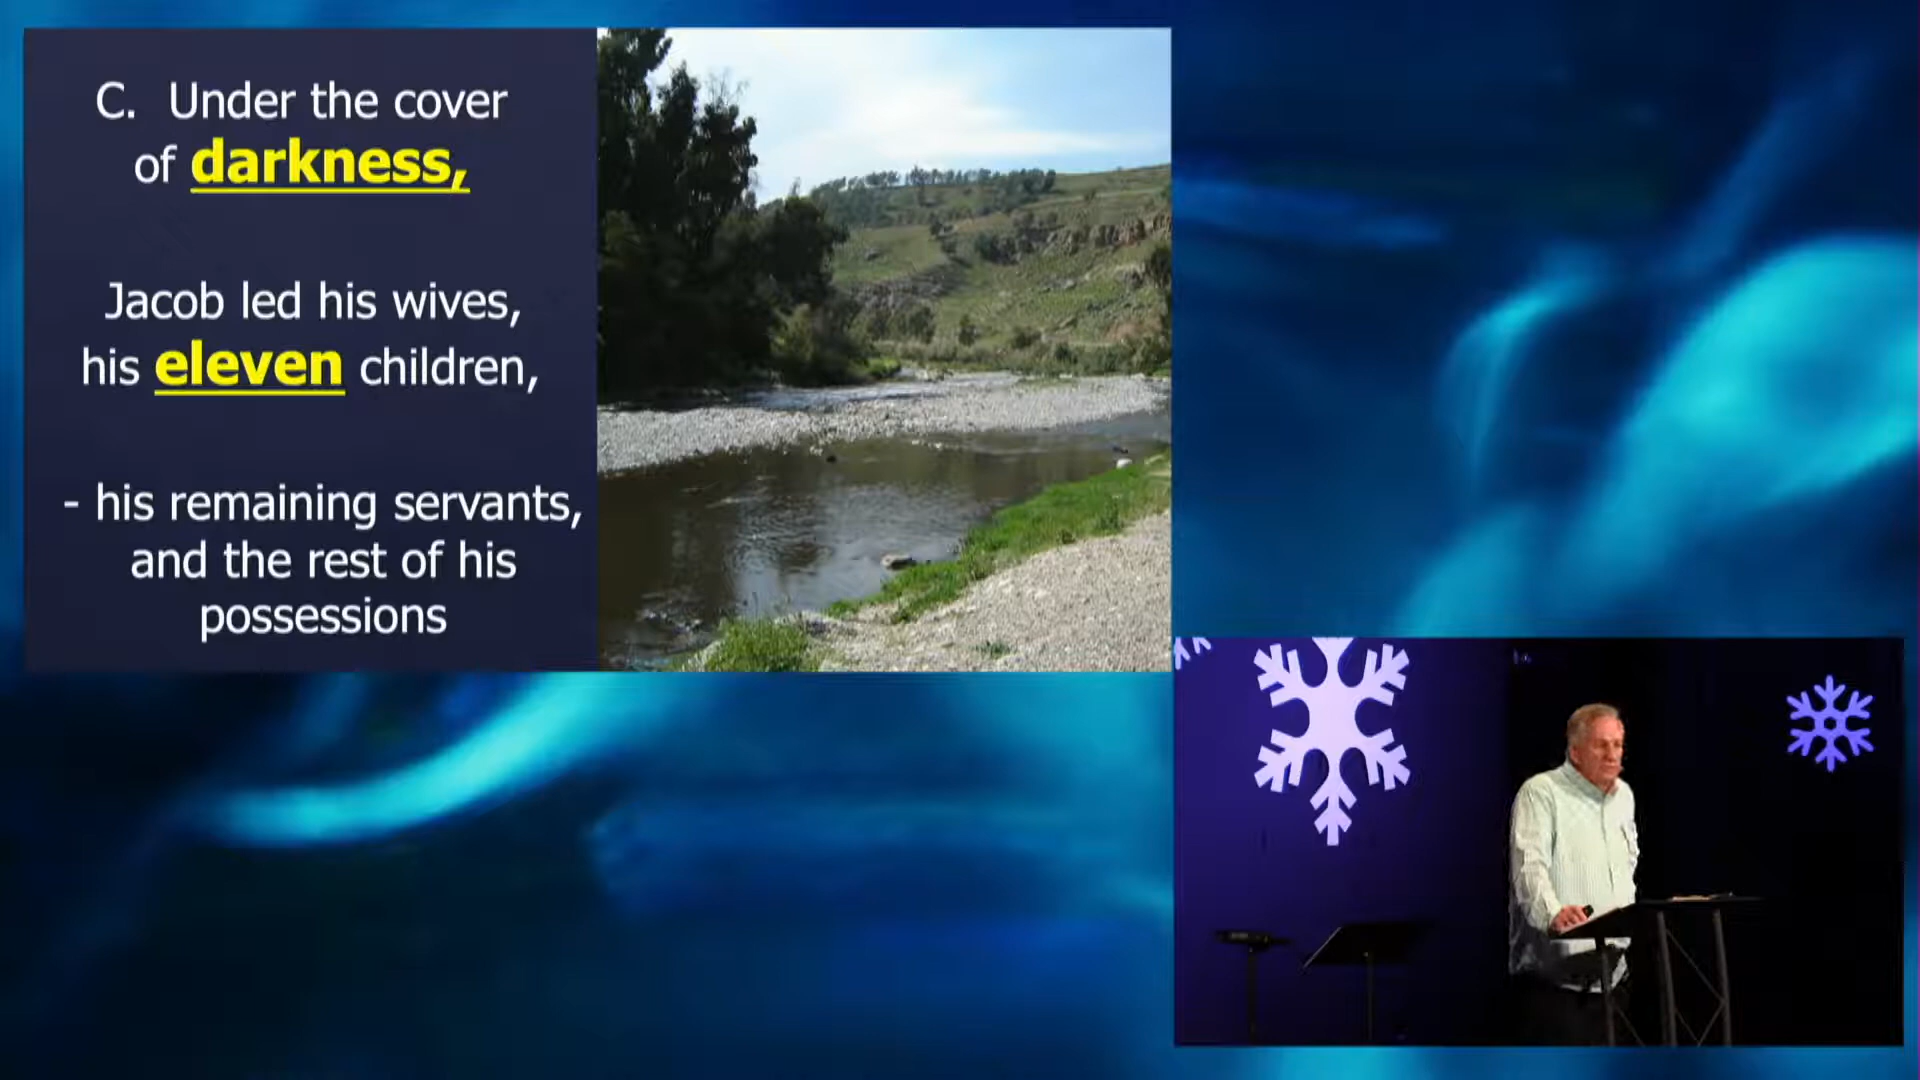 C. Under the cover
of darkness,
Jacob led his wives,
his eleven children,
- his remaining servants,
and the rest of his
possessions